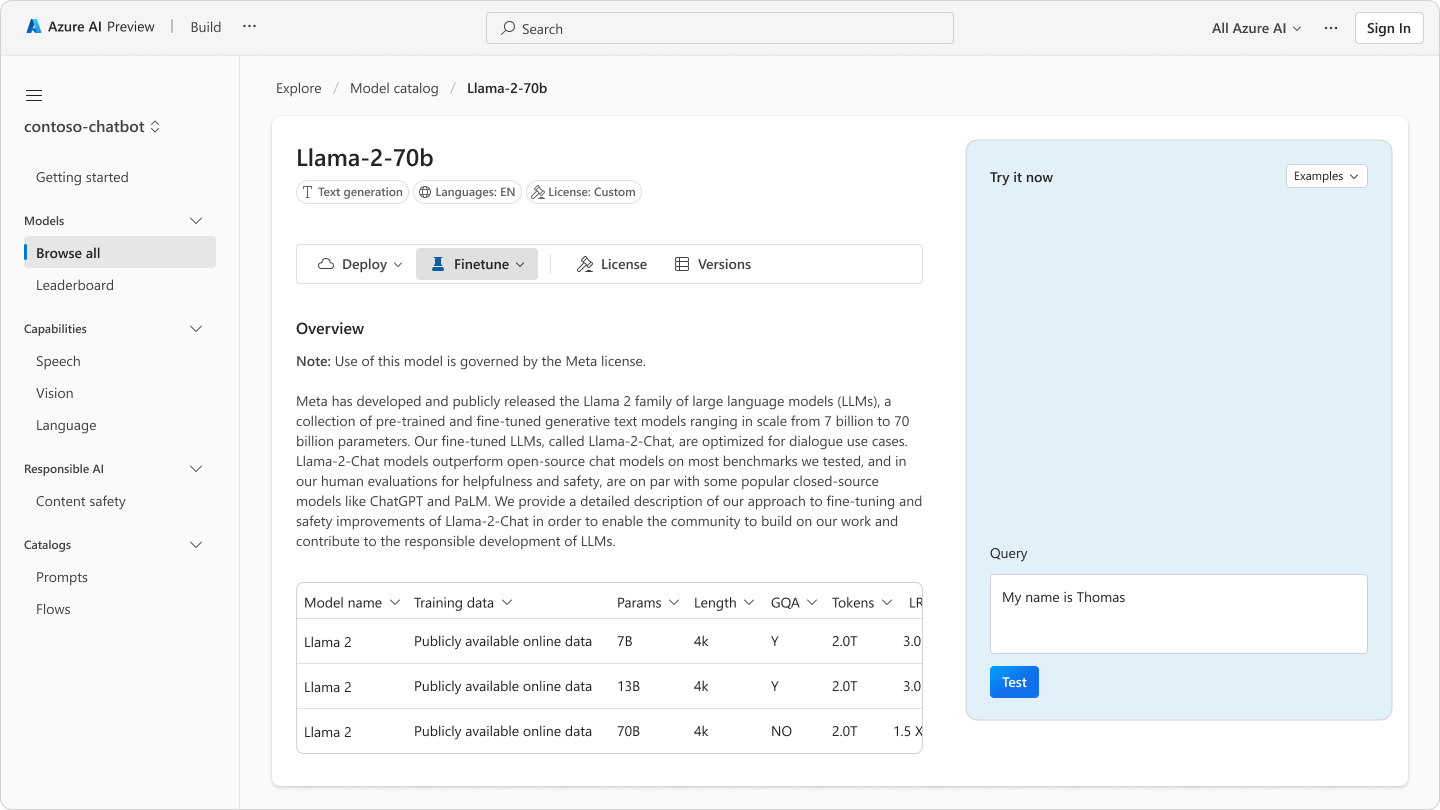 Azure AI Preview | Build ···
Search
All Azure AI ··· Sign In
contoso-chatbot
Getting started
Models
Browse all
Leaderboard
Capabilities
Speech
Vision
Language
Responsible AI
Content safety
Catalogs
Prompts
Flows
Explore / Model catalog / Llama-2-70b
Llama-2-70b
Text generation Languages: EN License: Custom
Deploy Finetune License Versions
Overview
Note: Use of this model is governed by the Meta license.
Meta has developed and publicly released the Llama 2 family of large language models (LLMs), a
collection of pre-trained and fine-tuned generative text models ranging in scale from 7 billion to 70
billion parameters. Our fine-tuned LLMs, called Llama-2-Chat, are optimized for dialogue use cases.
Llama-2-Chat models outperform open-source chat models on most benchmarks we tested, and in
our human evaluations for helpfulness and safety, are on par with some popular closed-source
models like ChatGPT and PaLM. We provide a detailed description of our approach to fine-tuning and
safety improvements of Llama-2-Chat in order to enable the community to build on our work and
contribute to the responsible development of LLMs.
Model name Training data Params Length GQA Tokens LR
Llama 2 Publicly available online data 7B 4k Y 2.0T 3.0
Llama 2 Publicly available online data 13B 4k Y 2.0T 3.0
Llama 2 Publicly available online data 70B 4k NO 2.0T 1.5 X
Try it now
Examples
Query
My name is Thomas
Test